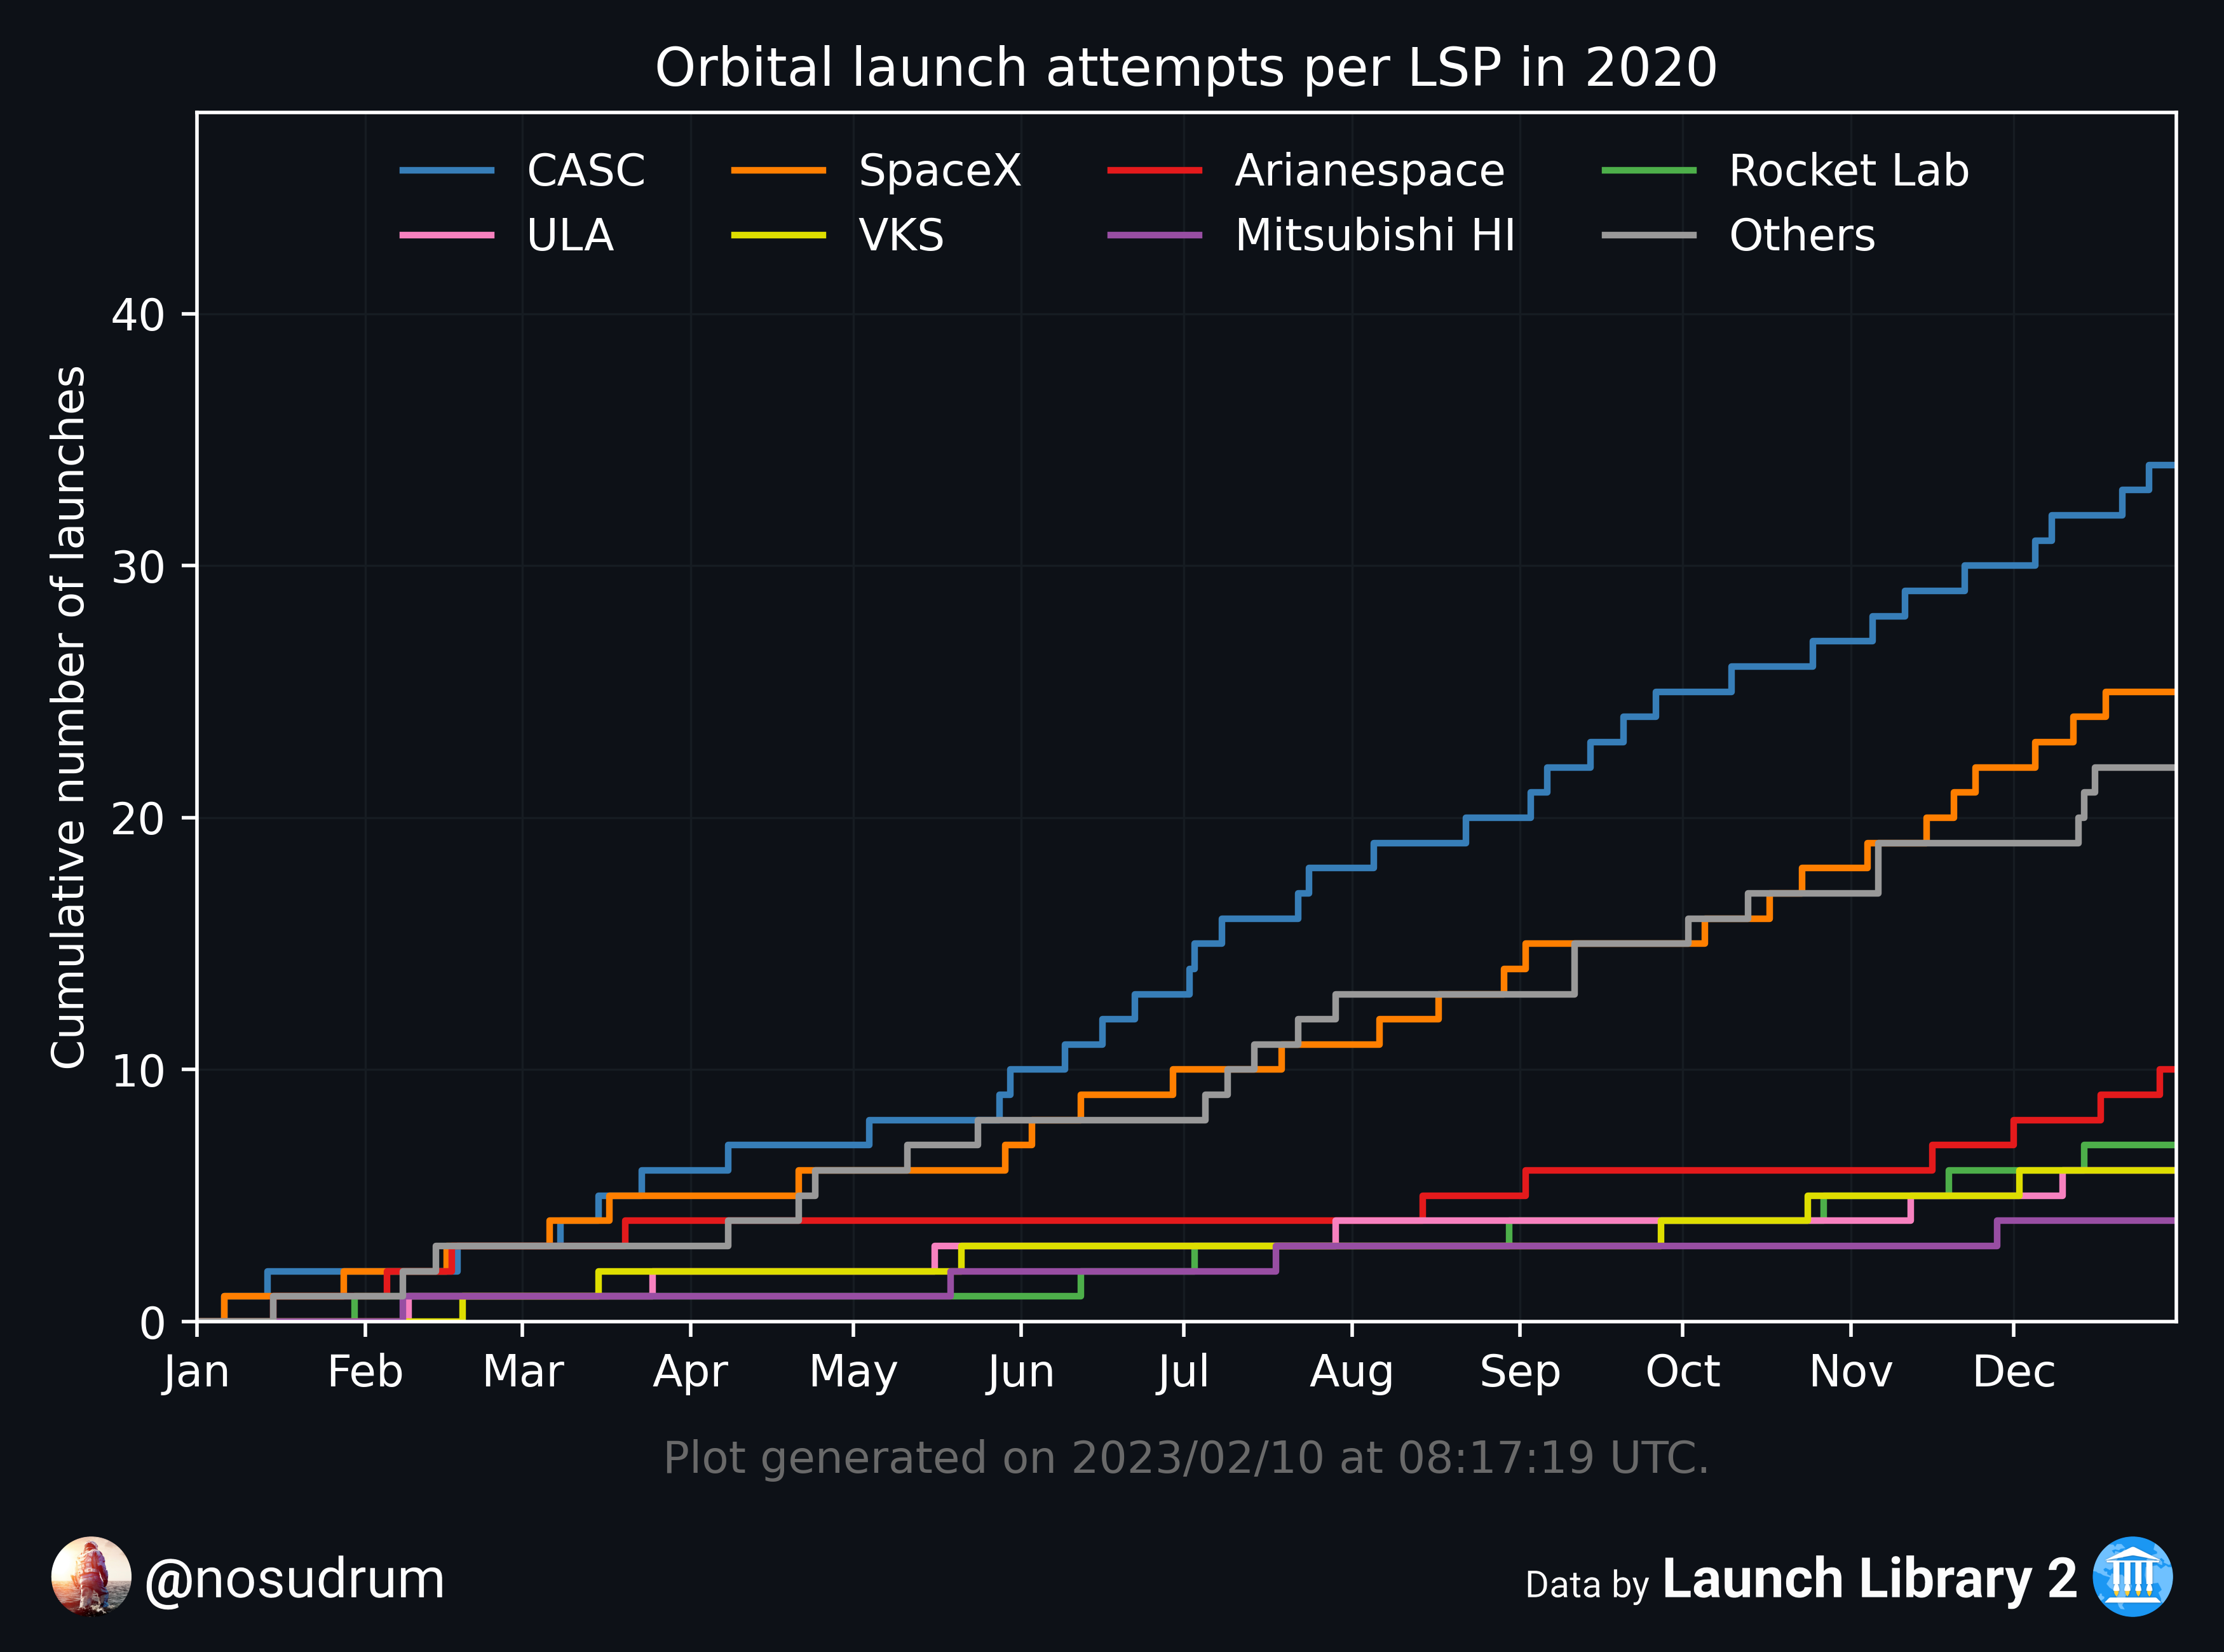 Orbital launch attempts per LSP in 2020
CASC SpaceX Arianespace Rocket Lab
ULA VKS Mitsubishi HI Others
Cumulative number of launches
40
30
20
10
0
Jan Feb Mar Apr May Jun Jul Aug Sep Oct Nov Dec
Plot generated on 2023/02/10 at 08:17:19 UTC.
@nosudrum
Data by Launch Library 2